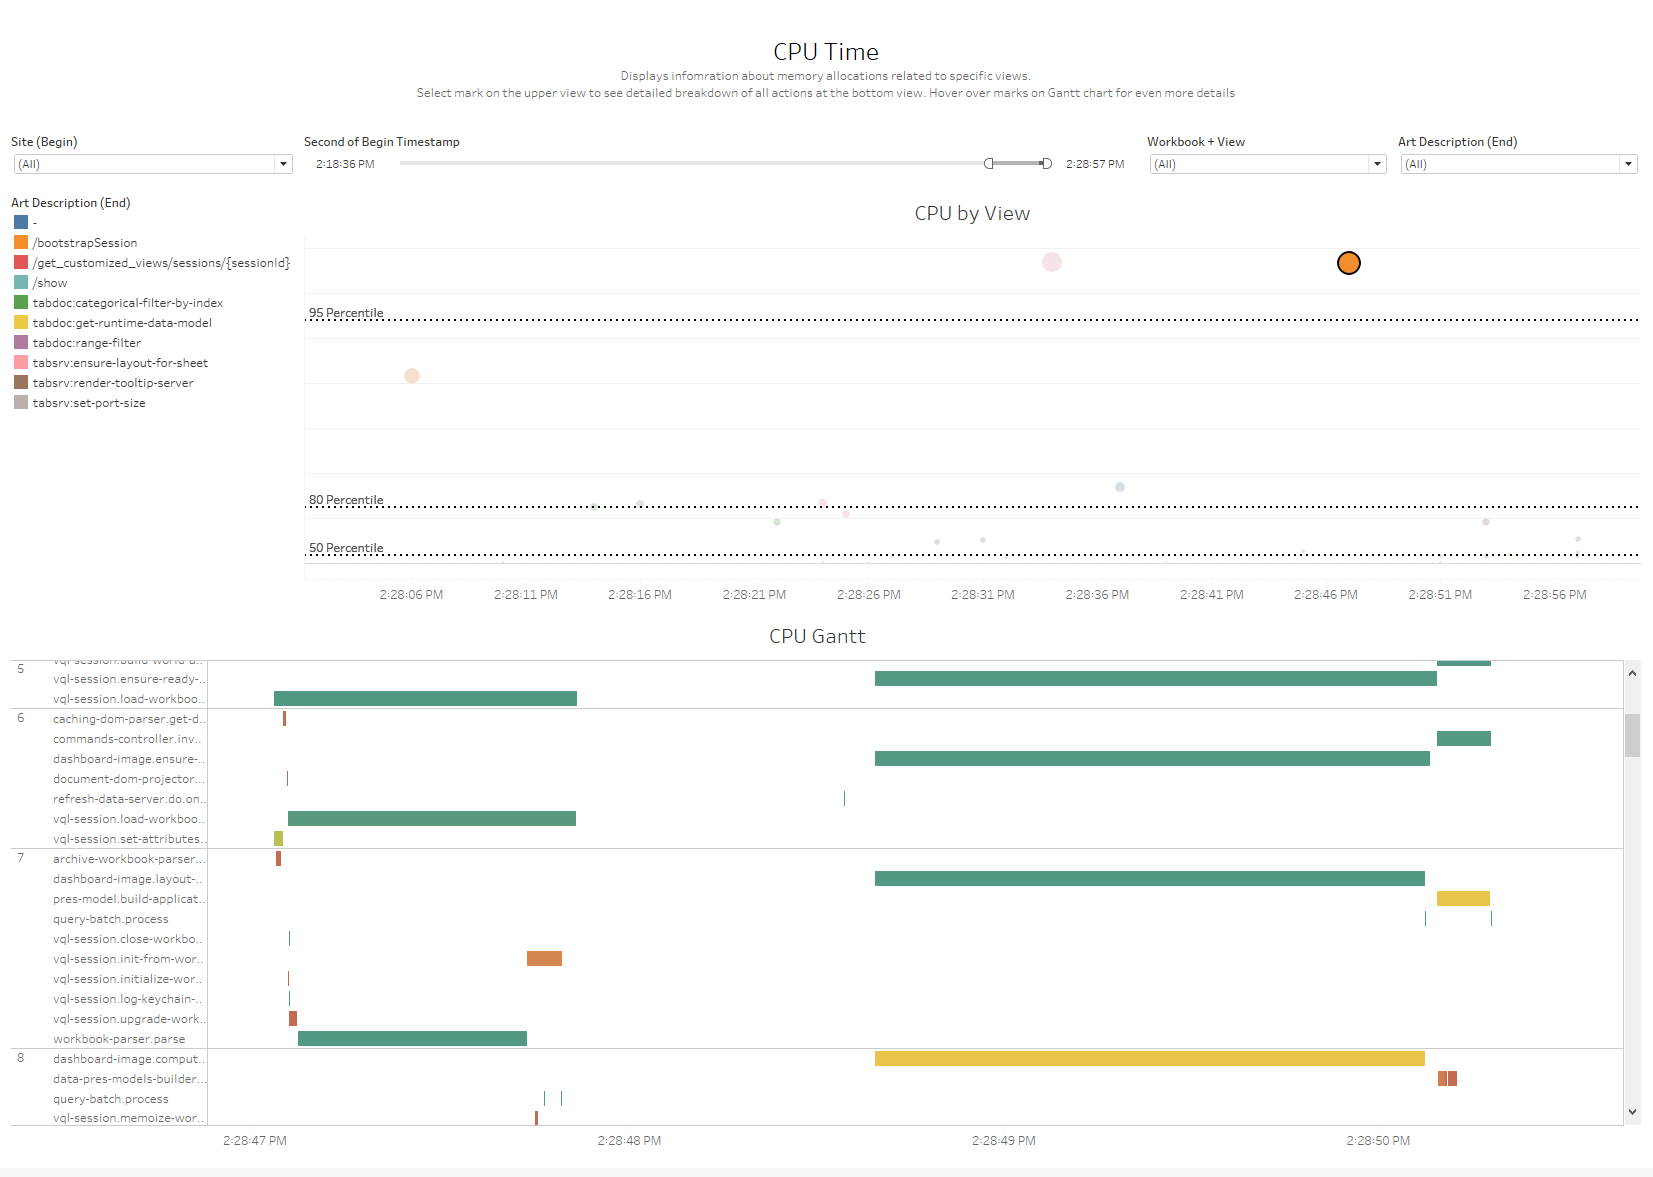 CPU Time
Displays infomration about memory allocations related to specific views.
Select mark on the upper view to see detailed breakdown of all actions at the bottom view. Hover over marks on Gantt chart for even more details
Site (Begin)
(All)
Second of Begin Timestamp
2:18:36 PM
2:28:57 PM
Workbook + View
(All)
Art Description (End)
(All)
Art Description (End)
-
/bootstrapSession
/get_customized_views/sessions/{sessionId}
/show
tabdoc:categorical-filter-by-index
tabdoc:get-runtime-data-model
tabdoc:range-filter
tabsrv:ensure-layout-for-sheet
tabsrv:render-tooltip-server
tabsrv:set-port-size
CPU by View
95 Percentile
80 Percentile
50 Percentile
2:28:06 PM 2:28:11 PM 2:28:16 PM 2:28:21 PM 2:28:26 PM 2:28:31 PM 2:28:36 PM 2:28:41 PM 2:28:46 PM 2:28:51 PM 2:28:56 PM
CPU Gantt
5
vql-session.ensure-ready-..
vql-session.load-workboo..
6 caching-dom-parser.get-d..
commands-controller.inv..
dashboard-image.ensure-..
document-dom-projector...
refresh-data-server.do.on..
vql-session.load-workboo..
vql-session.set-attributes..
7 archive-workbook-parser...
dashboard-image.layout-..
pres-model.build-applicat..
query-batch.process
vql-session.close-workbo..
vql-session.init-from-wor..
vql-session.initialize-wor..
vql-session.log-keychain-..
vql-session.upgrade-work..
workbook-parser.parse
8 dashboard-image.comput..
data-pres-models-builder...
query-batch.process
vql-session.memoize-wor..
2:28:47 PM 2:28:48 PM 2:28:49 PM 2:28:50 PM